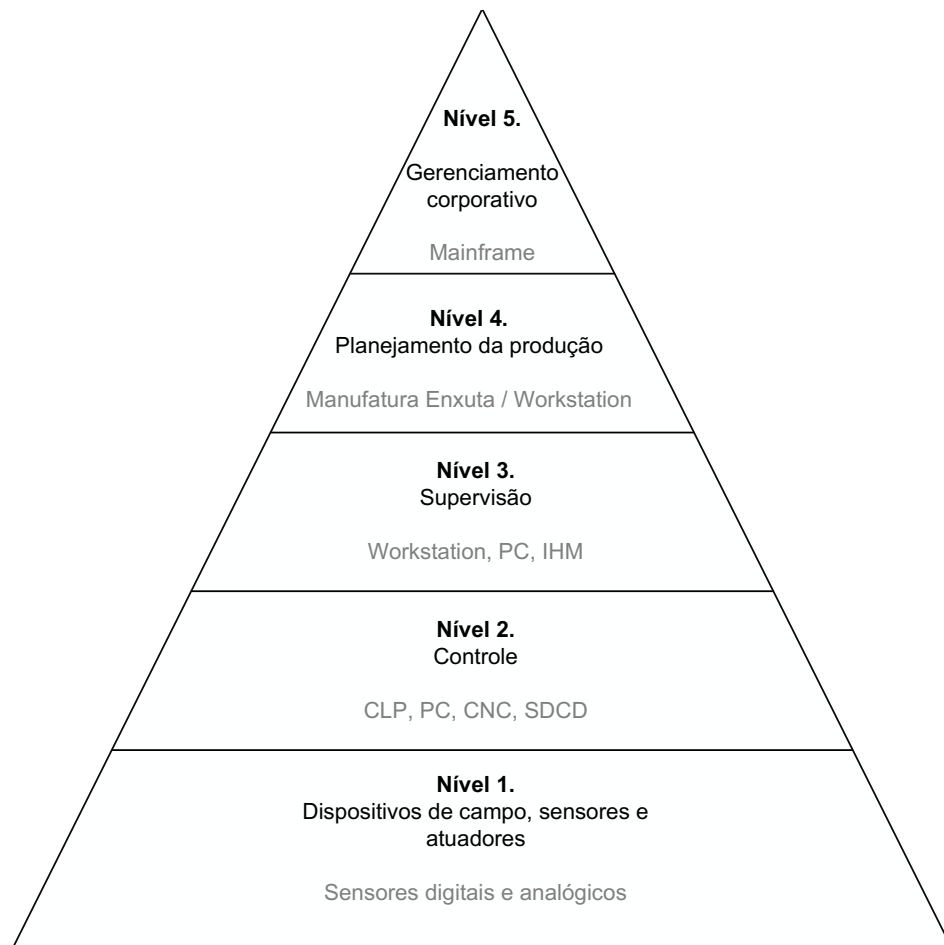 Nível 5.
Gerenciamento
corporativo
Mainframe
Nível 4.
Planejamento da produção
Manufatura Enxuta / Workstation
Nível 3.
Supervisão
Workstation, PC, IHM
Nível 2.
Controle
CLP, PC, CNC, SDCD
Nível 1.
Dispositivos de campo, sensores e
atuadores
Sensores digitais e analógicos